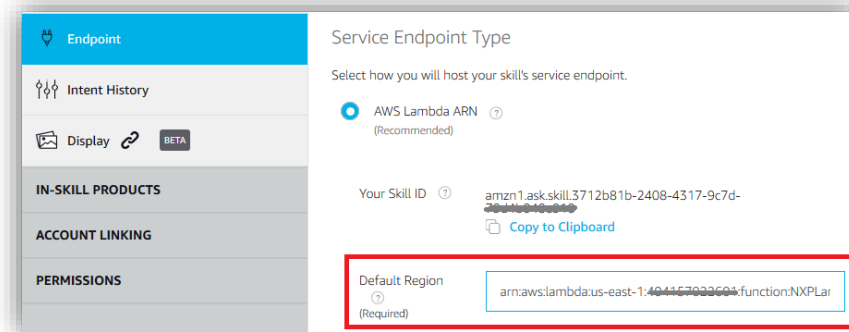 Endpoint
Intent History
Display BETA
IN-SKILL PRODUCTS
ACCOUNT LINKING
PERMISSIONS
Service Endpoint Type
Select how you will host your skill's service endpoint.
AWS Lambda ARN ?
(Recommended)
Your Skill ID ?
amzn1.ask.skill.3712b81b-2408-4317-9c7d-
Copy to Clipboard
Default Region
?
(Required)
arn:aws:lambda:us-east-1: :function:NXPLar